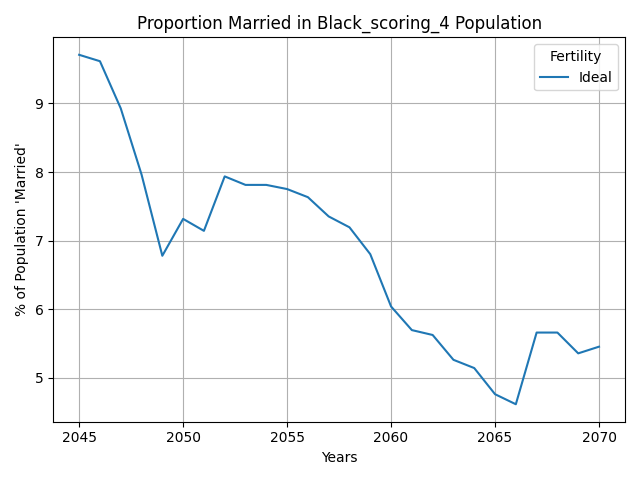 Proportion Married in Black_scoring_4 Population
Fertility
Ideal
% of Population 'Married'
9
8
7
6
5
2045 2050 2055 2060 2065 2070
Years